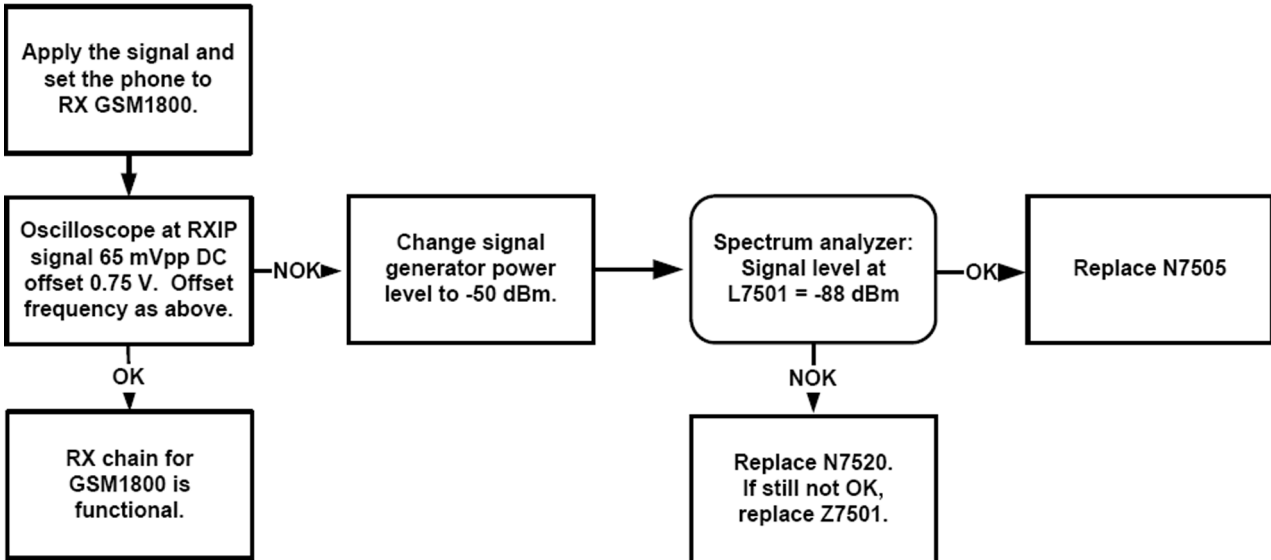 Apply the signal and
set the phone to
RX GSM1800.
Oscilloscope at RXIP
signal 65 mVpp DC
offset 0.75 V. Offset
frequency as above.
NOK
Change signal
generator power
level to -50 dBm.
Spectrum analyzer:
Signal level at
L7501 = -88 dBm
OK
Replace N7505
OK
NOK
RX chain for
GSM1800 is
functional.
Replace N7520.
If still not OK,
replace Z7501.